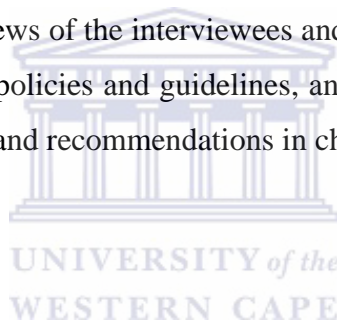 ews of the interviewees and
policies and guidelines, an
and recommendations in ch
UNIVERSITY of the
WESTERN CAPE